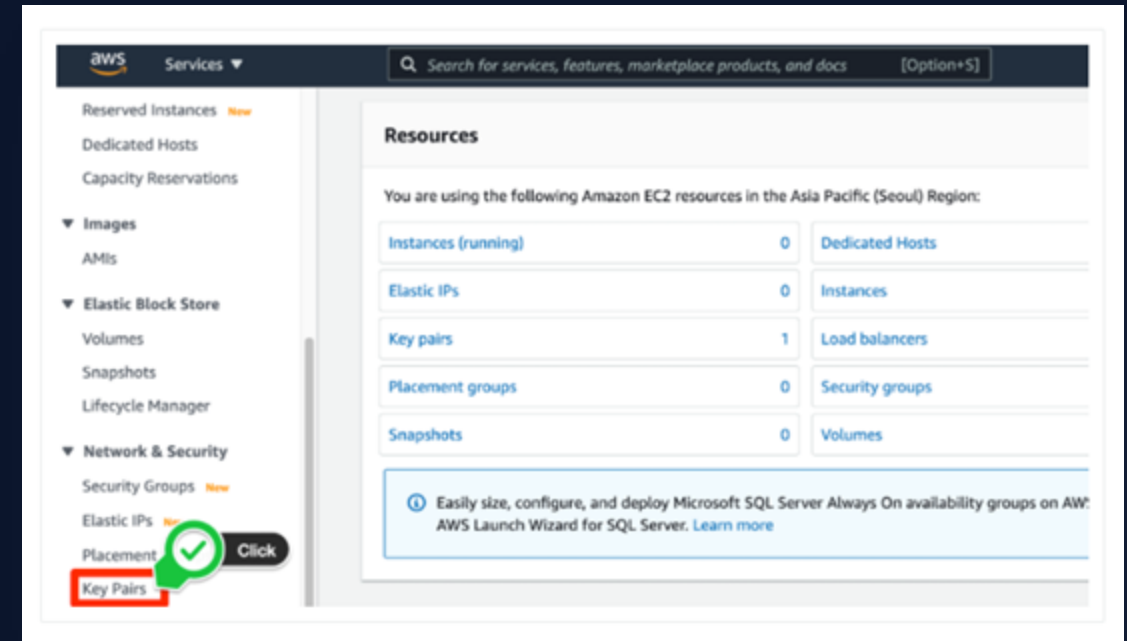 aws Services ▼ Search for services, features, marketplace products, and docs [Option+S]
Reserved Instances New
Dedicated Hosts
Capacity Reservations
▼ Images
AMIs
▼ Elastic Block Store
Volumes
Snapshots
Lifecycle Manager
▼ Network & Security
Security Groups New
Elastic IPs
Placement
Click
Key Pairs
Resources
You are using the following Amazon EC2 resources in the Asia Pacific (Seoul) Region:
Instances (running) 0 Dedicated Hosts
Elastic IPs 0 Instances
Key pairs 1 Load balancers
Placement groups 0 Security groups
Snapshots 0 Volumes
Easily size, configure, and deploy Microsoft SQL Server Always On availability groups on AW
AWS Launch Wizard for SQL Server. Learn more